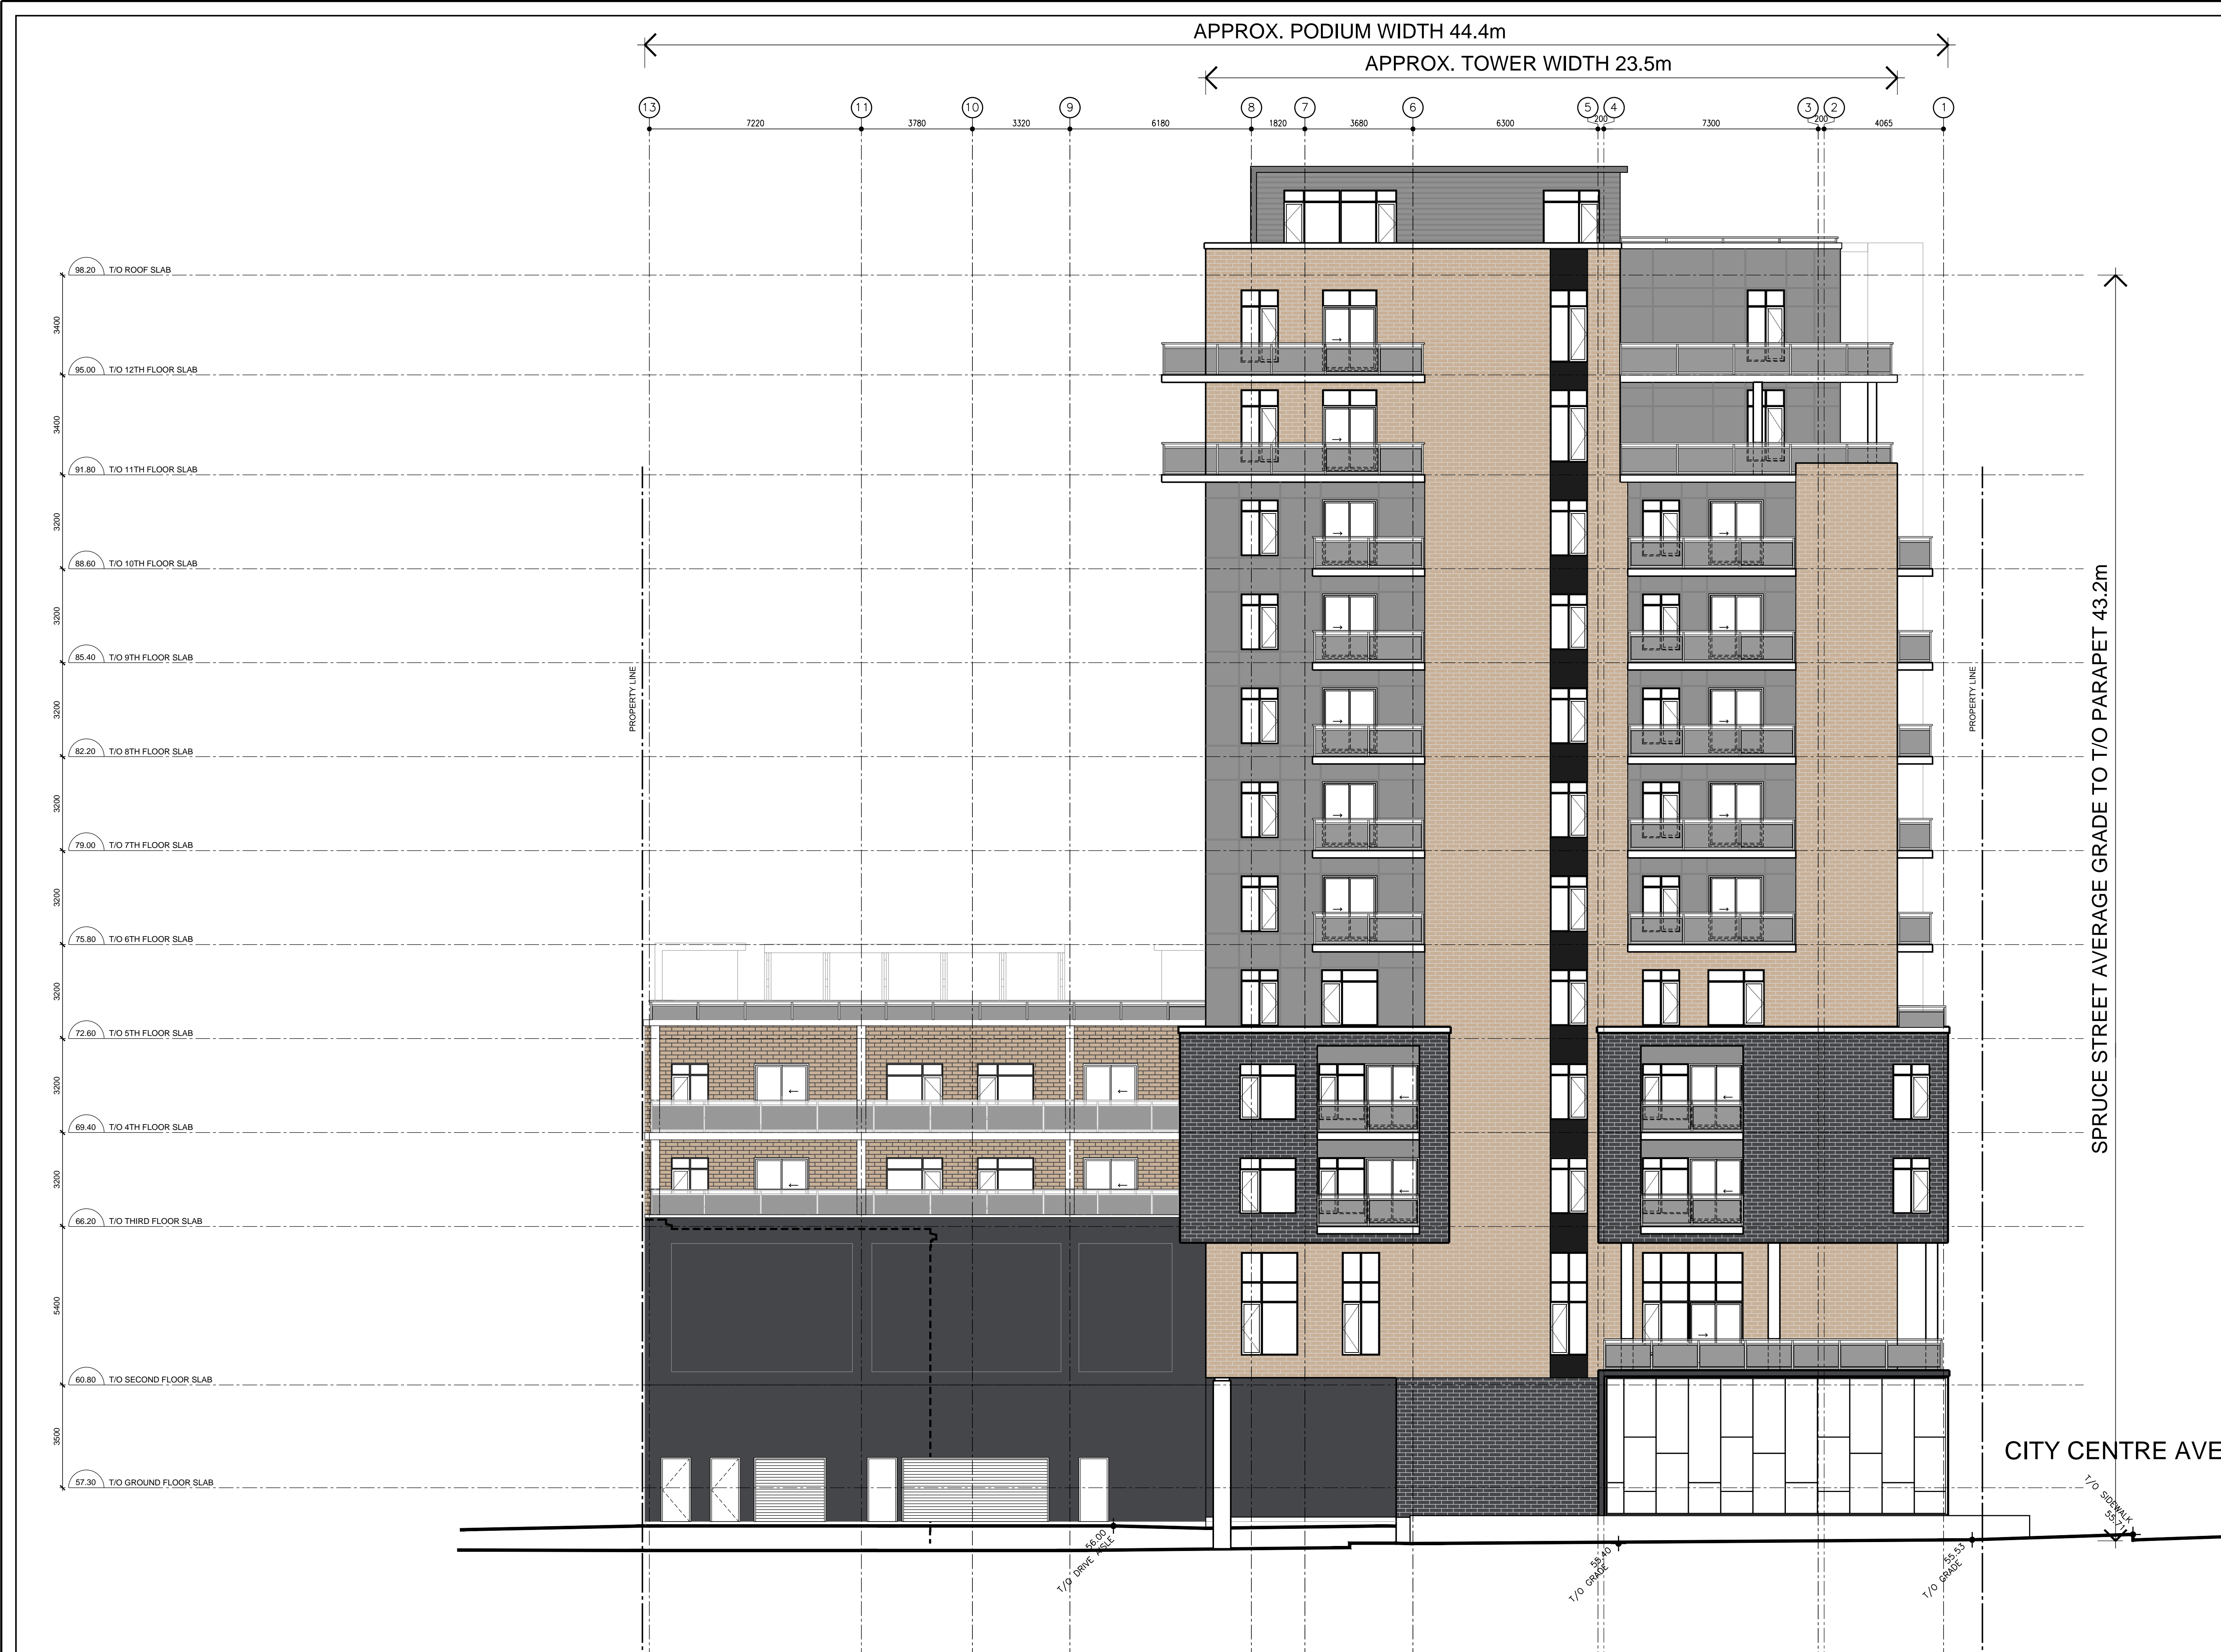 APPROX. PODIUM WIDTH 44.4m
APPROX. TOWER WIDTH 23.5m
13 11 10 9 8 7 6 5 4 3 2 1
7220 3780 3320 6180 1820 3680 6300 200 7300 200 4065
98.20 T/O ROOF SLAB
3400
95.00 T/O 12TH FLOOR SLAB
3400
91.80 T/O 11TH FLOOR SLAB
3200
88.60 T/O 10TH FLOOR SLAB
3200
85.40 T/O 9TH FLOOR SLAB
3200
82.20 T/O 8TH FLOOR SLAB
3200
79.00 T/O 7TH FLOOR SLAB
3200
75.80 T/O 6TH FLOOR SLAB
3200
72.60 T/O 5TH FLOOR SLAB
3200
69.40 T/O 4TH FLOOR SLAB
3200
66.20 T/O THIRD FLOOR SLAB
5400
60.80 T/O SECOND FLOOR SLAB
3500
57.30 T/O GROUND FLOOR SLAB
PROPERTY LINE
PROPERTY LINE
SPRUCE STREET AVERAGE GRADE TO T/O PARAPET 43.2m
CITY CENTRE AVE
56.00
T/O DRIVE AISLE
55.40
T/O GRADE
55.53
T/O GRADE
T/O SIDEWALK
55.71